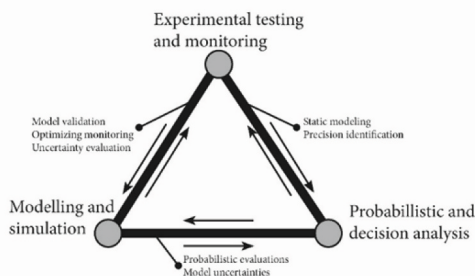 Experimental testing
and monitoring
Model validation
Optimizing monitoring
Uncertainty evaluation
Static modeling
Precision identification
Modelling and
simulation
Probabillistic and
decision analysis
Probabilistic evaluations
Model uncertainties